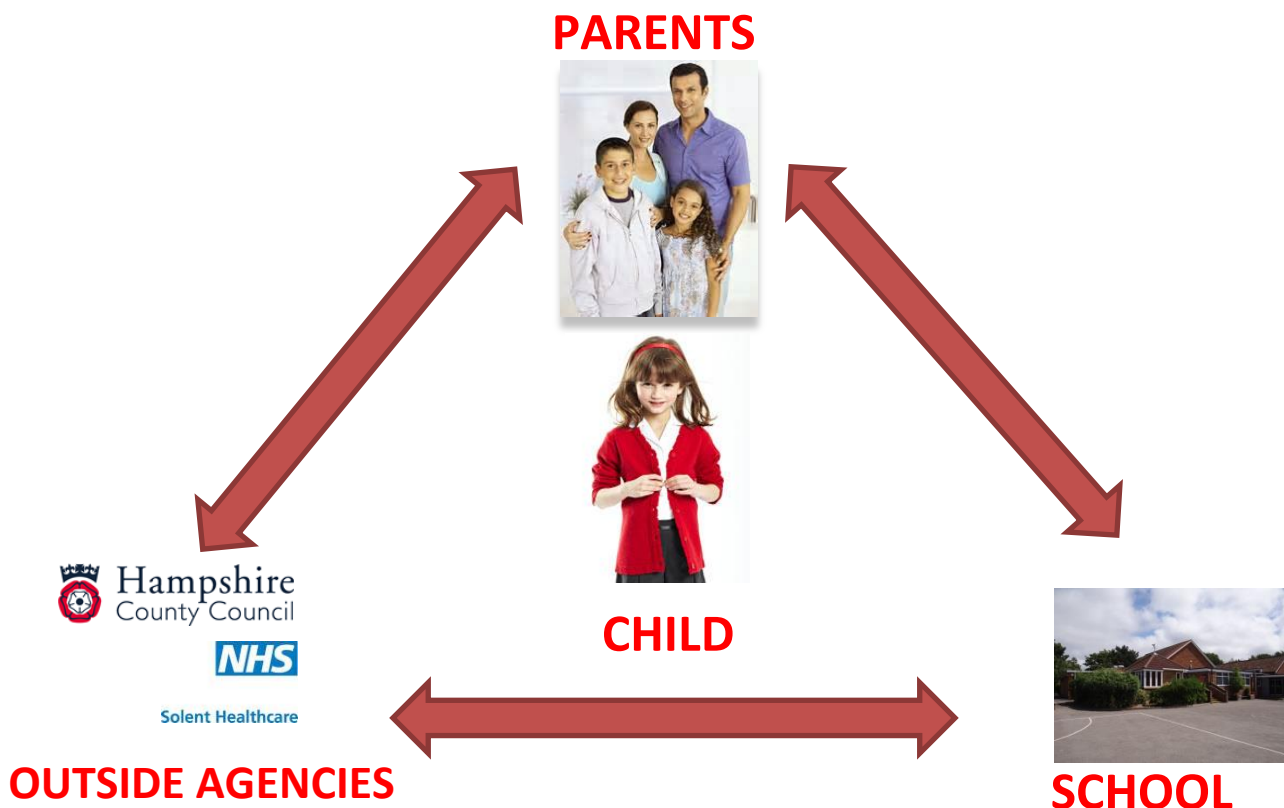 PARENTS
Hampshire
County Council
NHS
Solent Healthcare
CHILD
OUTSIDE AGENCIES
SCHOOL